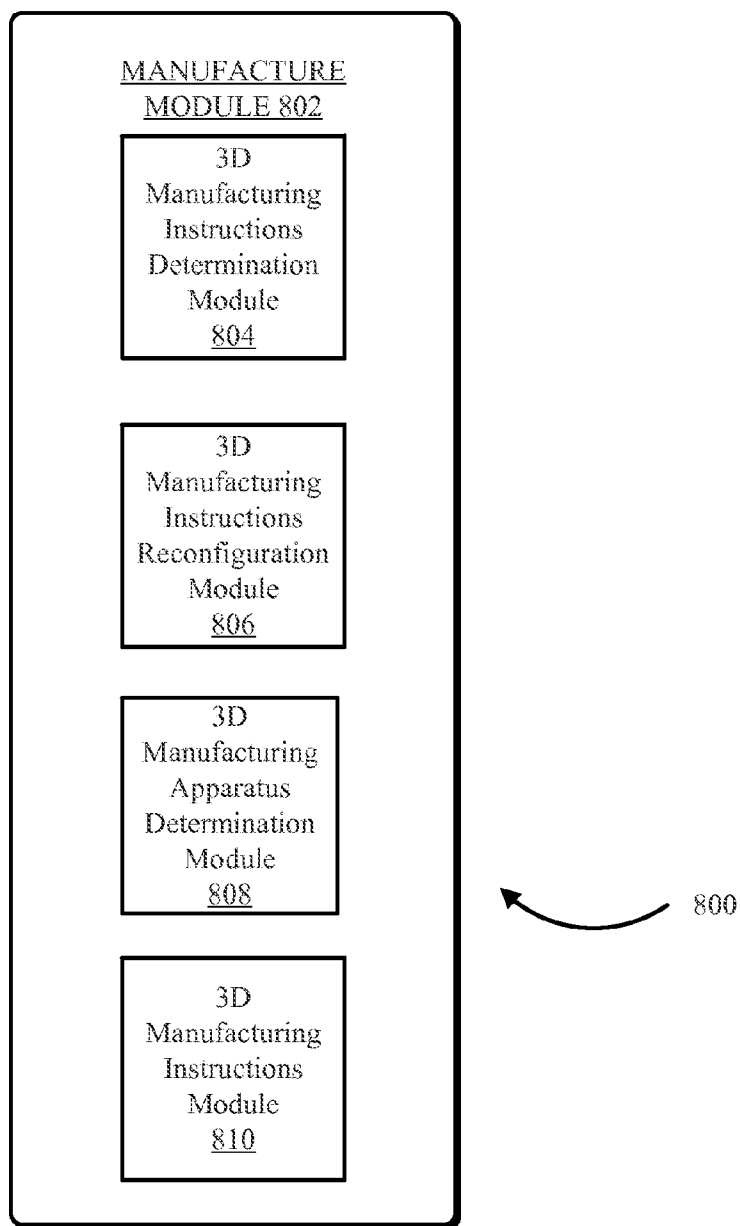 MANUFACTURE
MODULE 802
3D
Manufacturing
Instructions
Determination
Module
804
3D
Manufacturing
Instructions
Reconfiguration
Module
806
3D
Manufacturing
Apparatus
Determination
Module
808
800
3D
Manufacturing
Instructions
Module
810